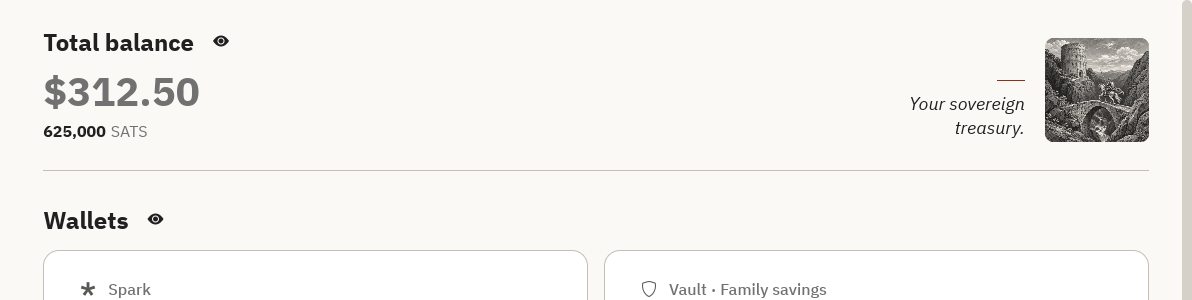 Total balance
$312.50
625,000 SATS
Your sovereign
treasury.
Wallets
Spark
Vault · Family savings